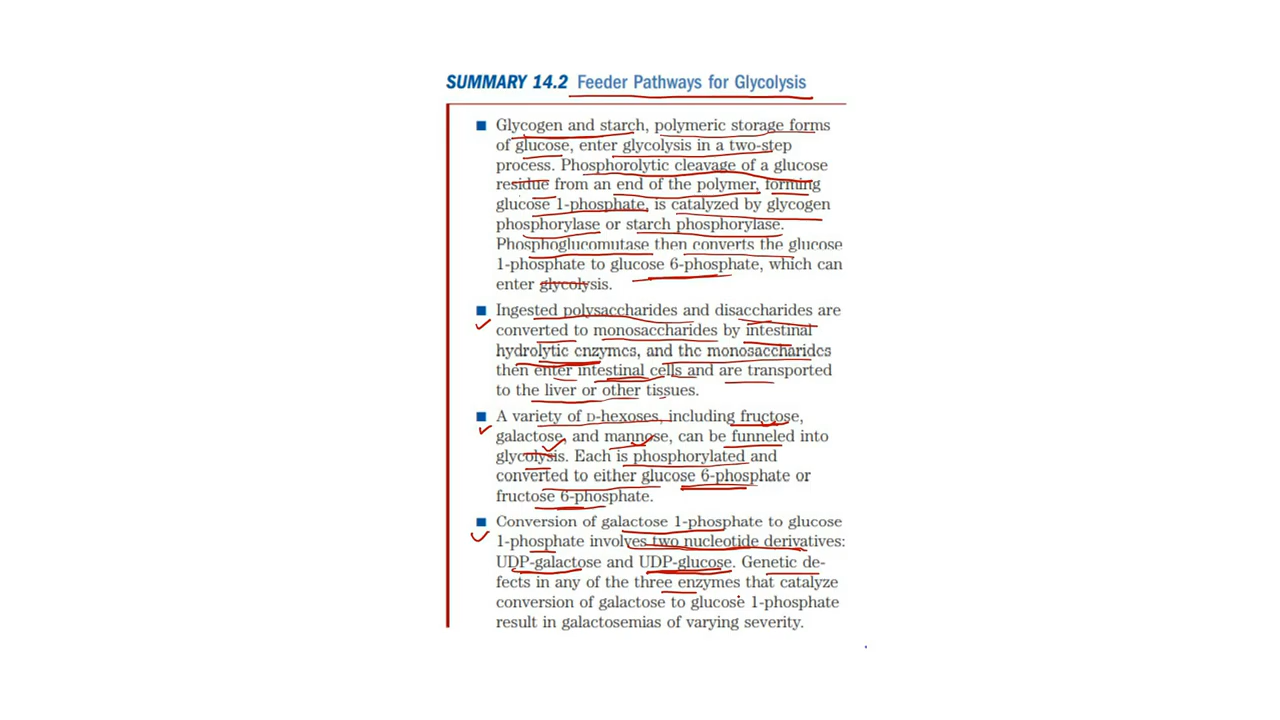 SUMMARY 14.2 Feeder Pathways for Glycolysis
■ Glycogen and starch, polymeric storage forms
of glucose, enter glycolysis in a two-step
process. Phosphorolytic cleavage of a glucose
residue from an end of the polymer, forming
glucose 1-phosphate, is catalyzed by glycogen
phosphorylase or starch phosphorylase.
Phosphoglucomutase then converts the glucose
1-phosphate to glucose 6-phosphate, which can
enter glycolysis.
■ Ingested polysaccharides and disaccharides are
converted to monosaccharides by intestinal
hydrolytic enzymes, and the monosaccharides
then enter intestinal cells and are transported
to the liver or other tissues.
■ A variety of D-hexoses, including fructose,
galactose, and mannose, can be funneled into
glycolysis. Each is phosphorylated and
converted to either glucose 6-phosphate or
fructose 6-phosphate.
■ Conversion of galactose 1-phosphate to glucose
1-phosphate involves two nucleotide derivatives:
UDP-galactose and UDP-glucose. Genetic de-
fects in any of the three enzymes that catalyze
conversion of galactose to glucose 1-phosphate
result in galactosemias of varying severity.